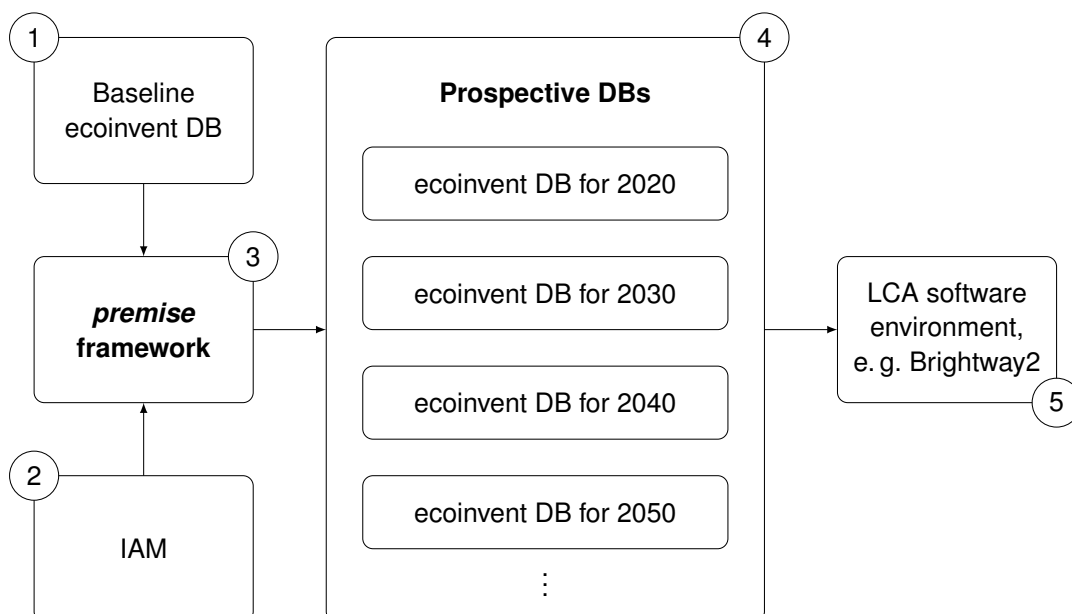 1
Baseline
ecoinvent DB
2
IAM
3
premise
framework
4
Prospective DBs
ecoinvent DB for 2020
ecoinvent DB for 2030
ecoinvent DB for 2040
ecoinvent DB for 2050
⋮
LCA software
environment,
e. g. Brightway2
5